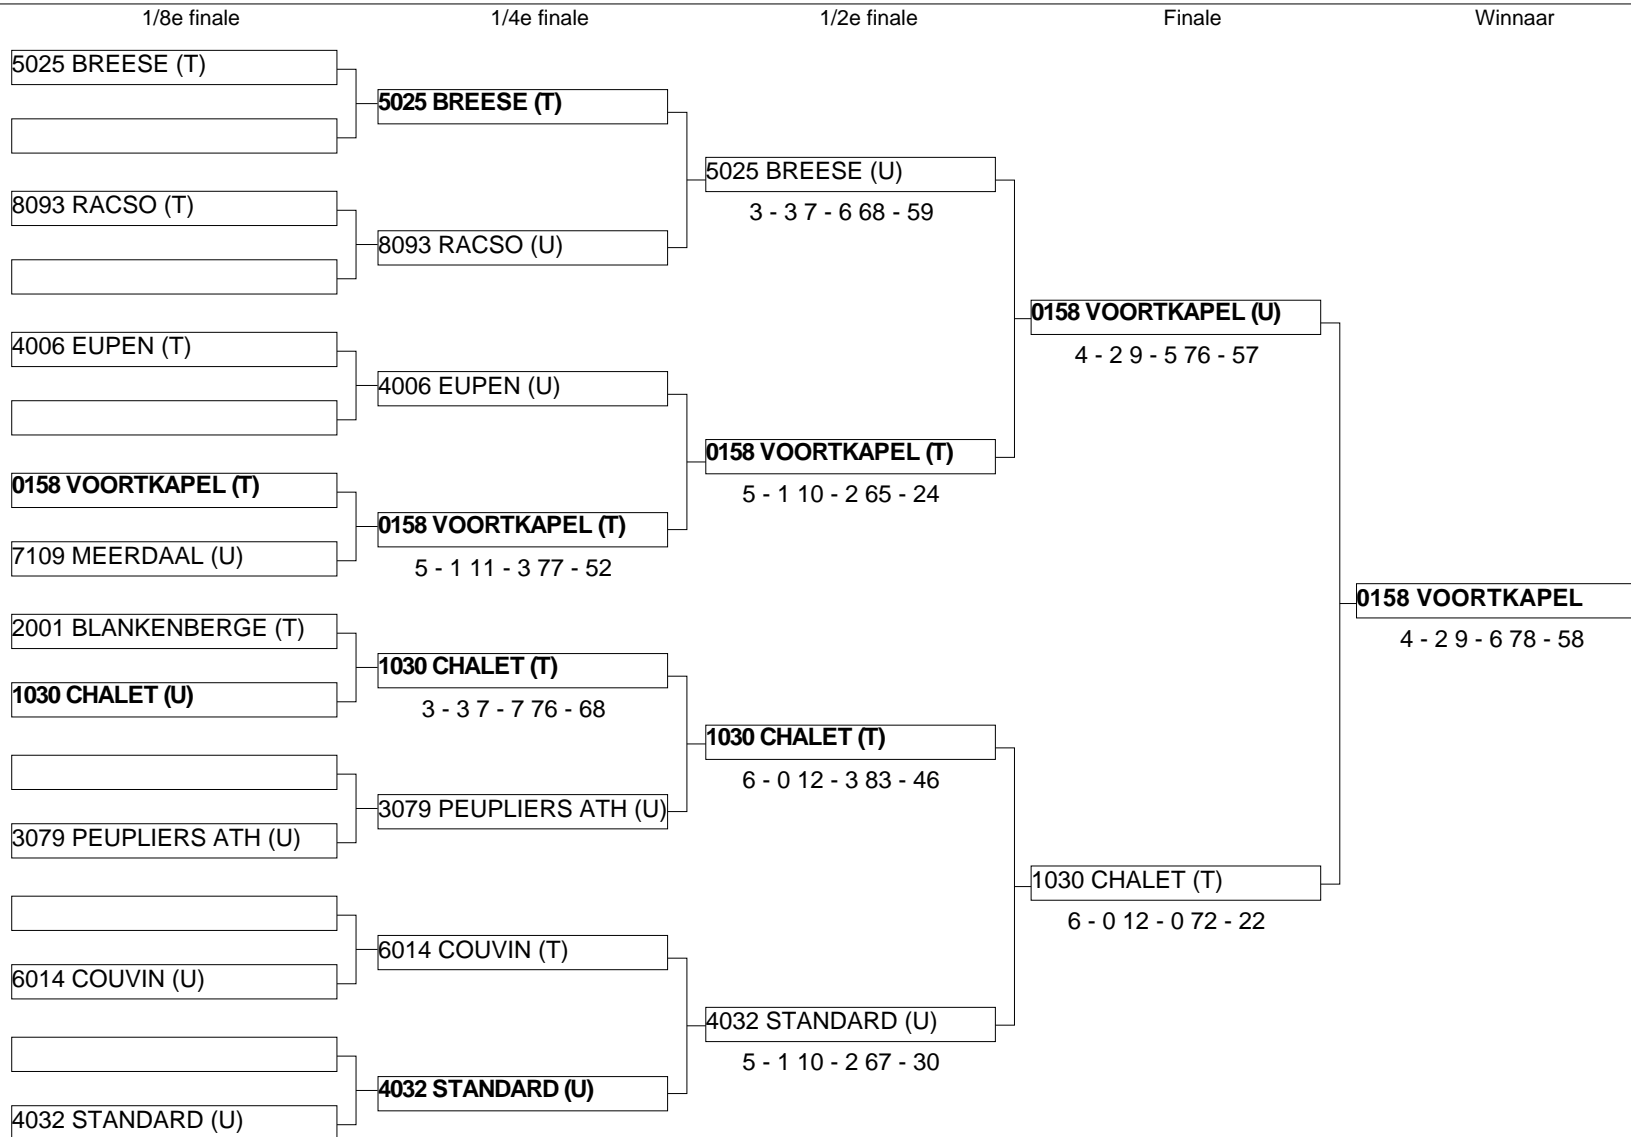 1/8e finale 1/4e finale 1/2e finale Finale Winnaar
5025 BREESE (T)
8093 RACSO (T)
4006 EUPEN (T)
0158 VOORTKAPEL (T)
7109 MEERDAAL (U)
2001 BLANKENBERGE (T)
1030 CHALET (U)
3079 PEUPLIERS ATH (U)
6014 COUVIN (U)
4032 STANDARD (U)
5025 BREESE (T)
8093 RACSO (U)
4006 EUPEN (U)
0158 VOORTKAPEL (T)
5 - 1 11 - 3 77 - 52
1030 CHALET (T)
3 - 3 7 - 7 76 - 68
3079 PEUPLIERS ATH (U)
6014 COUVIN (T)
4032 STANDARD (U)
5025 BREESE (U)
3 - 3 7 - 6 68 - 59
0158 VOORTKAPEL (T)
5 - 1 10 - 2 65 - 24
1030 CHALET (T)
6 - 0 12 - 3 83 - 46
4032 STANDARD (U)
5 - 1 10 - 2 67 - 30
0158 VOORTKAPEL (U)
4 - 2 9 - 5 76 - 57
1030 CHALET (T)
6 - 0 12 - 0 72 - 22
0158 VOORTKAPEL
4 - 2 9 - 6 78 - 58